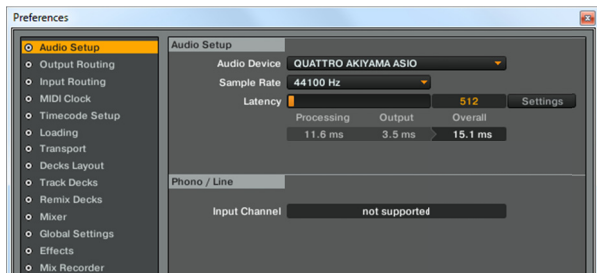 Preferences
Audio Setup
Output Routing
Input Routing
MIDI Clock
Timecode Setup
Loading
Transport
Decks Layout
Track Decks
Remix Decks
Mixer
Global Settings
Effects
Mix Recorder
Audio Setup
Audio Device QUATTRO AKIYAMA ASIO
Sample Rate 44100 Hz
Latency 512 Settings
Processing Output Overall
11.6 ms 3.5 ms 15.1 ms
Phono / Line
Input Channel not supported